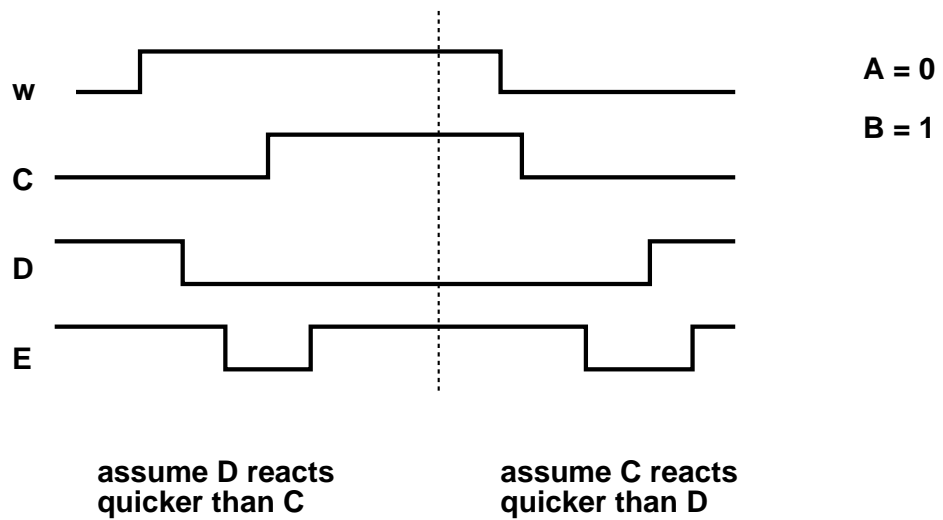 w
A = 0
B = 1
C
D
E
assume D reacts
quicker than C
assume C reacts
quicker than D